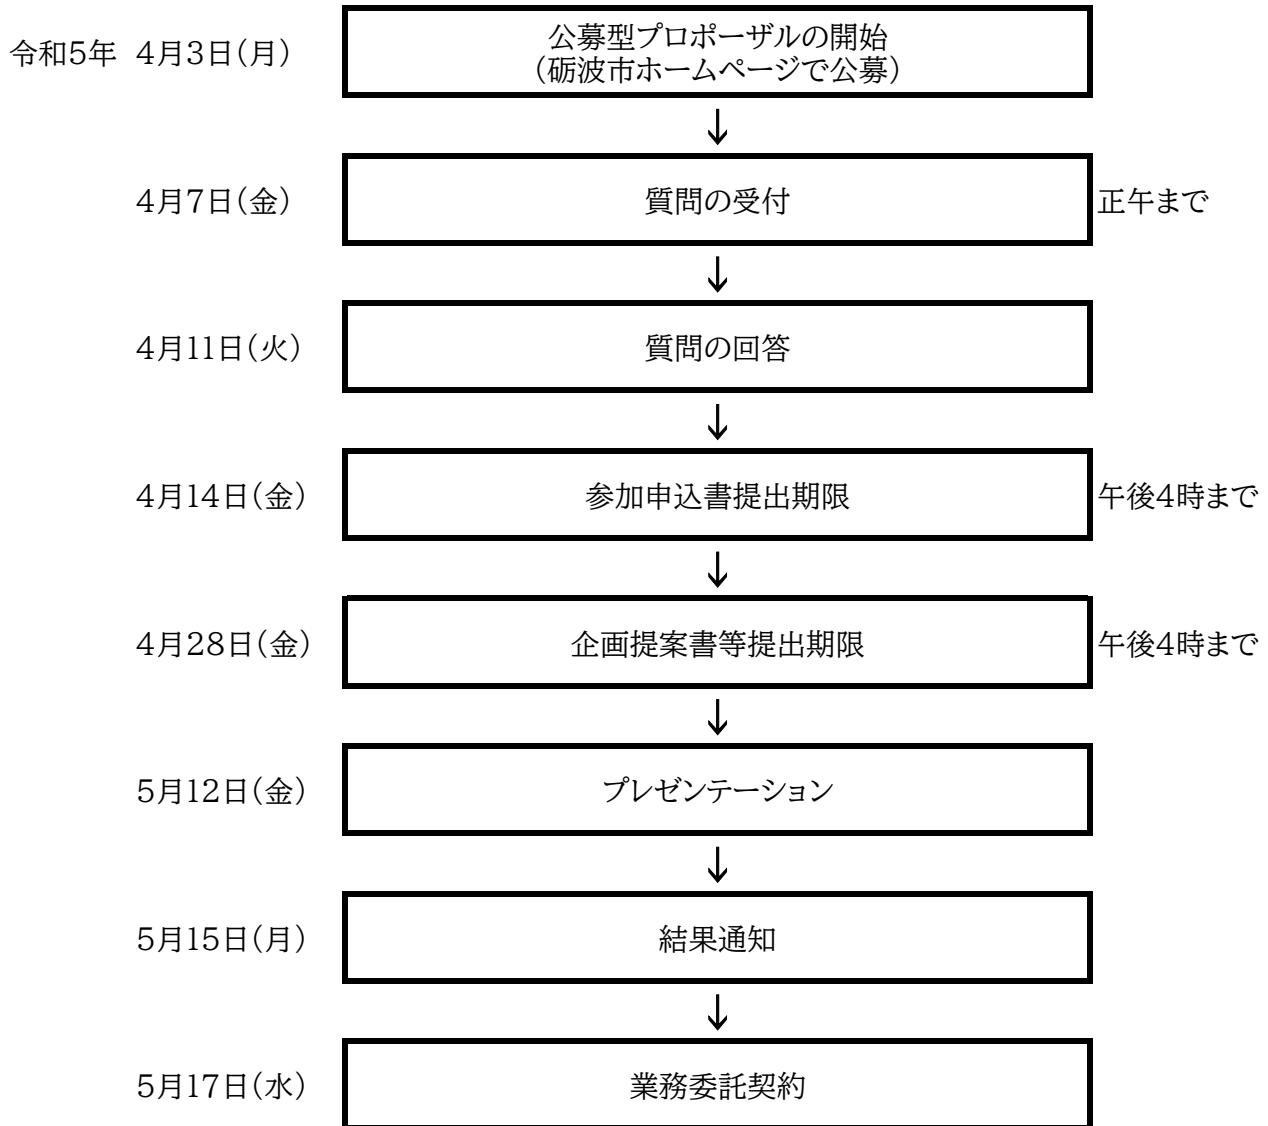 令和5年 4月3日(月) 公募型プロポーザルの開始
(砺波市ホームページで公募)
↓
4月7日(金) 質問の受付 正午まで
↓
4月11日(火) 質問の回答
↓
4月14日(金) 参加申込書提出期限 午後4時まで
↓
4月28日(金) 企画提案書等提出期限 午後4時まで
↓
5月12日(金) プレゼンテーション
↓
5月15日(月) 結果通知
↓
5月17日(水) 業務委託契約